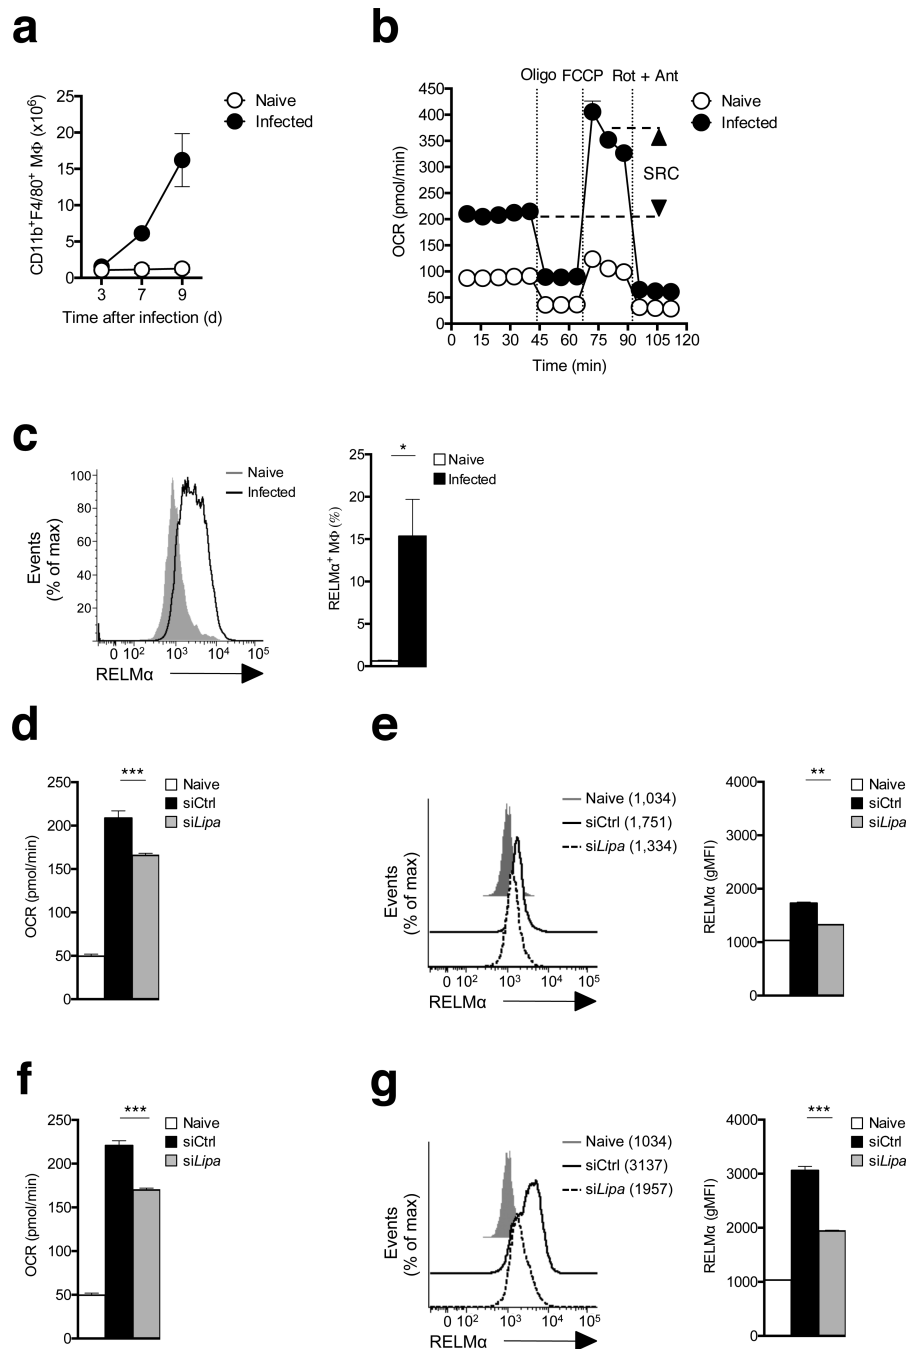 a
CD11b⁺F4/80⁺ MΦ (x10⁶)
25
20
15
10
5
0
3 7 9
Time after infection (d)
Naive
Infected
b
Oligo FCCP Rot + Ant
OCR (pmol/min)
450
400
350
300
250
200
150
100
50
0
0 15 30 45 60 75 90 105 120
Time (min)
SRC
Naive
Infected
c
Events
(% of max)
100
80
60
40
20
0 10² 10³ 10⁴ 10⁵
RELMα
Naive
Infected
RELMα⁺ MΦ (%)
25
20
15
10
5
0
*
Naive
Infected
d
OCR (pmol/min)
250
200
150
100
50
0
***
Naive
siCtrl
siLipa
e
Events
(% of max)
Naive (1,034)
siCtrl (1,751)
siLipa (1,334)
0 10² 10³ 10⁴ 10⁵
RELMα
RELMα (gMFI)
4000
3000
2000
1000
0
**
Naive
siCtrl
siLipa
f
OCR (pmol/min)
250
200
150
100
50
0
***
Naive
siCtrl
siLipa
g
Events
(% of max)
Naive (1034)
siCtrl (3137)
siLipa (1957)
0 10² 10³ 10⁴ 10⁵
RELMα
RELMα (gMFI)
4000
3000
2000
1000
0
***
Naive
siCtrl
siLipa